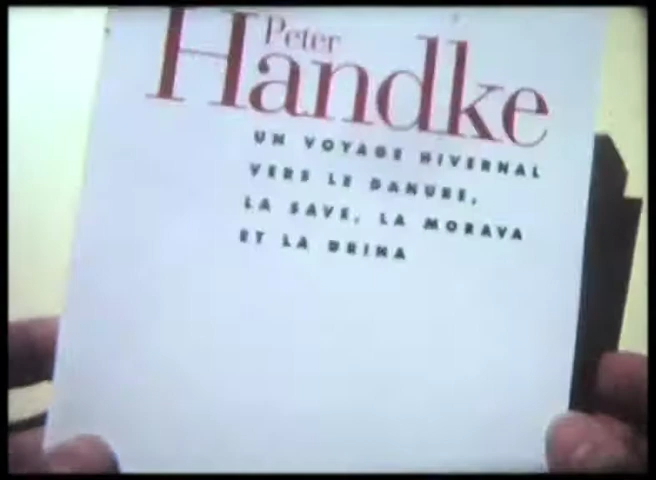 Peter
Handke
UN VOYAGE HIVERNAL
VERS LE DANUBE,
LA SAVE, LA MORAVA
ET LA DRINA